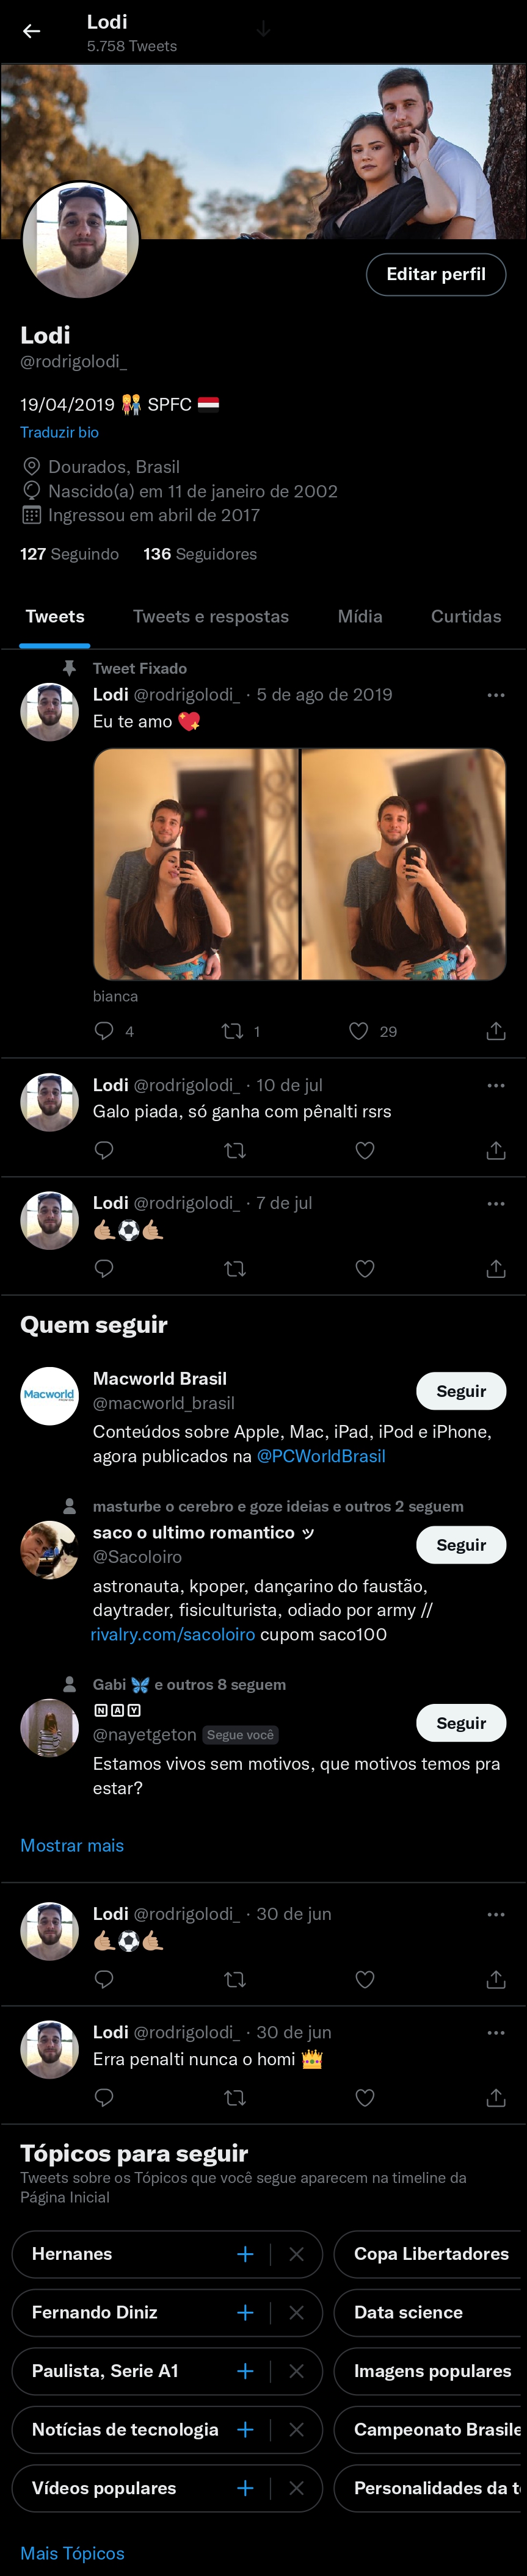 Lodi
5.758 Tweets
Editar perfil
Lodi
@rodrigolodi_
19/04/2019 👫 SPFC 🇾🇪
Traduzir bio
Dourados, Brasil
Nascido(a) em 11 de janeiro de 2002
Ingressou em abril de 2017
127 Seguindo 136 Seguidores
Tweets Tweets e respostas Mídia Curtidas
Tweet Fixado
Lodi @rodrigolodi_ · 5 de ago de 2019
Eu te amo 💖
bianca
4 1 29
Lodi @rodrigolodi_ · 10 de jul
Galo piada, só ganha com pênalti rsrs
Lodi @rodrigolodi_ · 7 de jul
🤙🏼⚽🤙🏼
Quem seguir
Macworld
Macworld Brasil
@macworld_brasil
Seguir
Conteúdos sobre Apple, Mac, iPad, iPod e iPhone,
agora publicados na @PCWorldBrasil
masturbe o cerebro e goze ideias e outros 2 seguem
saco o ultimo romantico ッ
@Sacoloiro
Seguir
astronauta, kpoper, dançarino do faustão,
daytrader, fisiculturista, odiado por army //
rivalry.com/sacoloiro cupom saco100
Gabi 🦋 e outros 8 seguem
🄽🄰🅈
@nayetgeton Segue você
Seguir
Estamos vivos sem motivos, que motivos temos pra
estar?
Mostrar mais
Lodi @rodrigolodi_ · 30 de jun
🤙🏼⚽🤙🏼
Lodi @rodrigolodi_ · 30 de jun
Erra penalti nunca o homi 👑
Tópicos para seguir
Tweets sobre os Tópicos que você segue aparecem na timeline da
Página Inicial
Hernanes Copa Libertadores
Fernando Diniz Data science
Paulista, Serie A1 Imagens populares
Notícias de tecnologia Campeonato Brasile
Vídeos populares Personalidades da t
Mais Tópicos